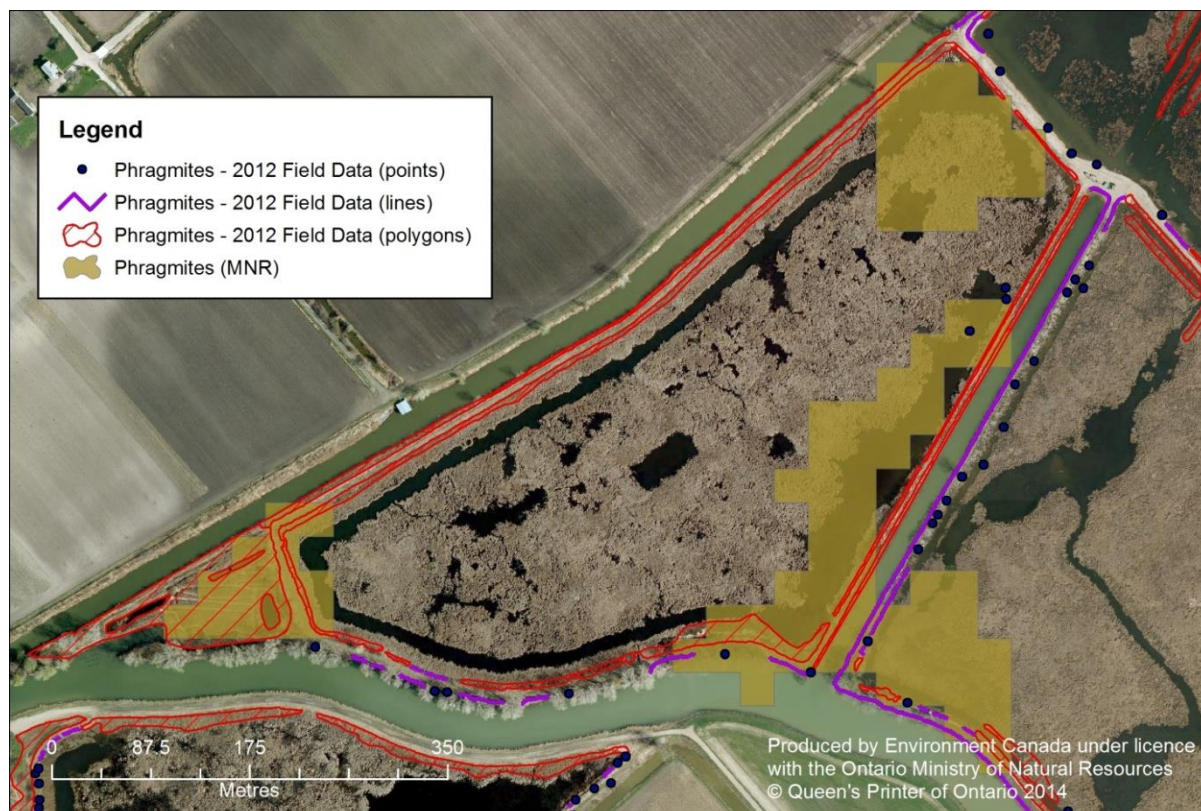 Legend
Phragmites - 2012 Field Data (points)
Phragmites - 2012 Field Data (lines)
Phragmites - 2012 Field Data (polygons)
Phragmites (MNR)
0 87.5 175 350
Metres
Produced by Environment Canada under licence
with the Ontario Ministry of Natural Resources
© Queen's Printer of Ontario 2014